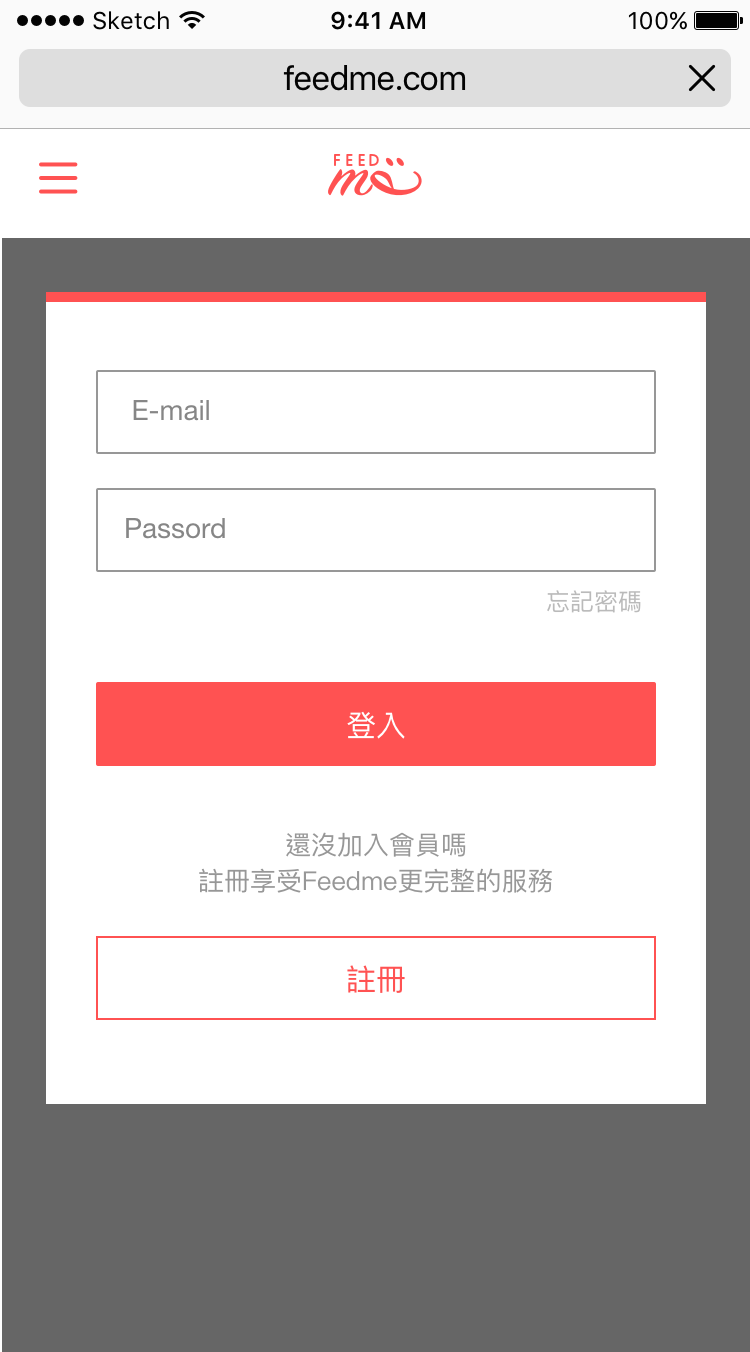 Sketch 9:41 AM 100%
feedme.com
FEED
me
E-mail
Passord
忘記密碼
登入
還沒加入會員嗎
註冊享受Feedme更完整的服務
註冊